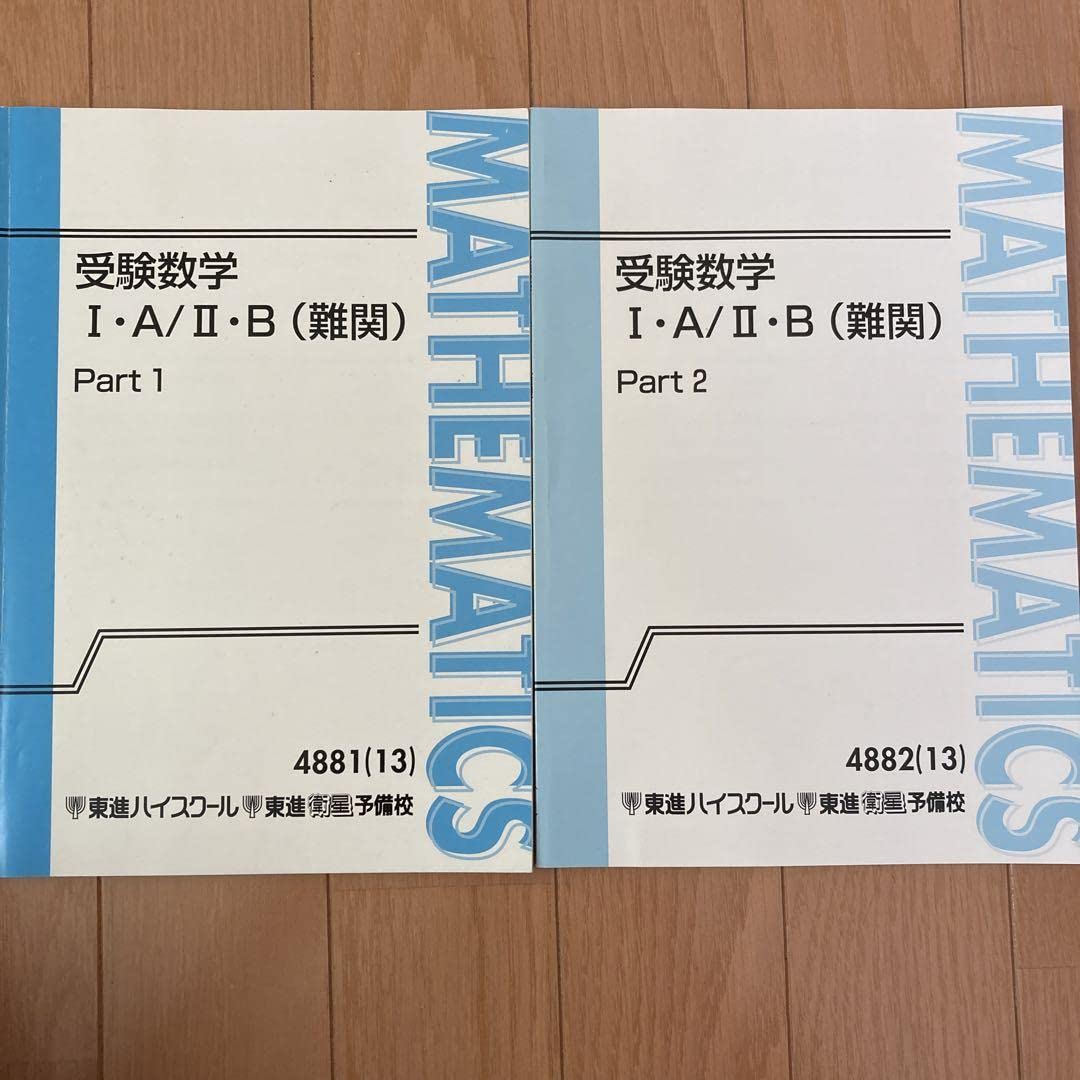 受験数学
Ⅰ・A/Ⅱ・B(難関)
Part 1
MATHEMATICS
4881(13)
東進ハイスクール 東進衛星予備校
受験数学
Ⅰ・A/Ⅱ・B(難関)
Part 2
MATHEMATICS
4882(13)
東進ハイスクール 東進衛星予備校